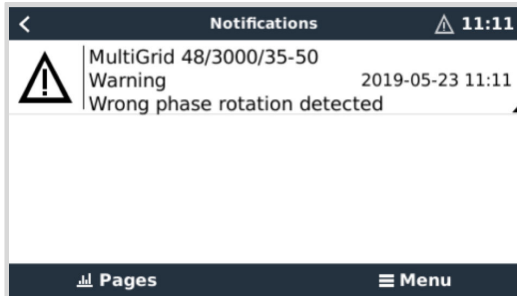 Notifications 11:11
MultiGrid 48/3000/35-50
Warning 2019-05-23 11:11
Wrong phase rotation detected
Pages Menu